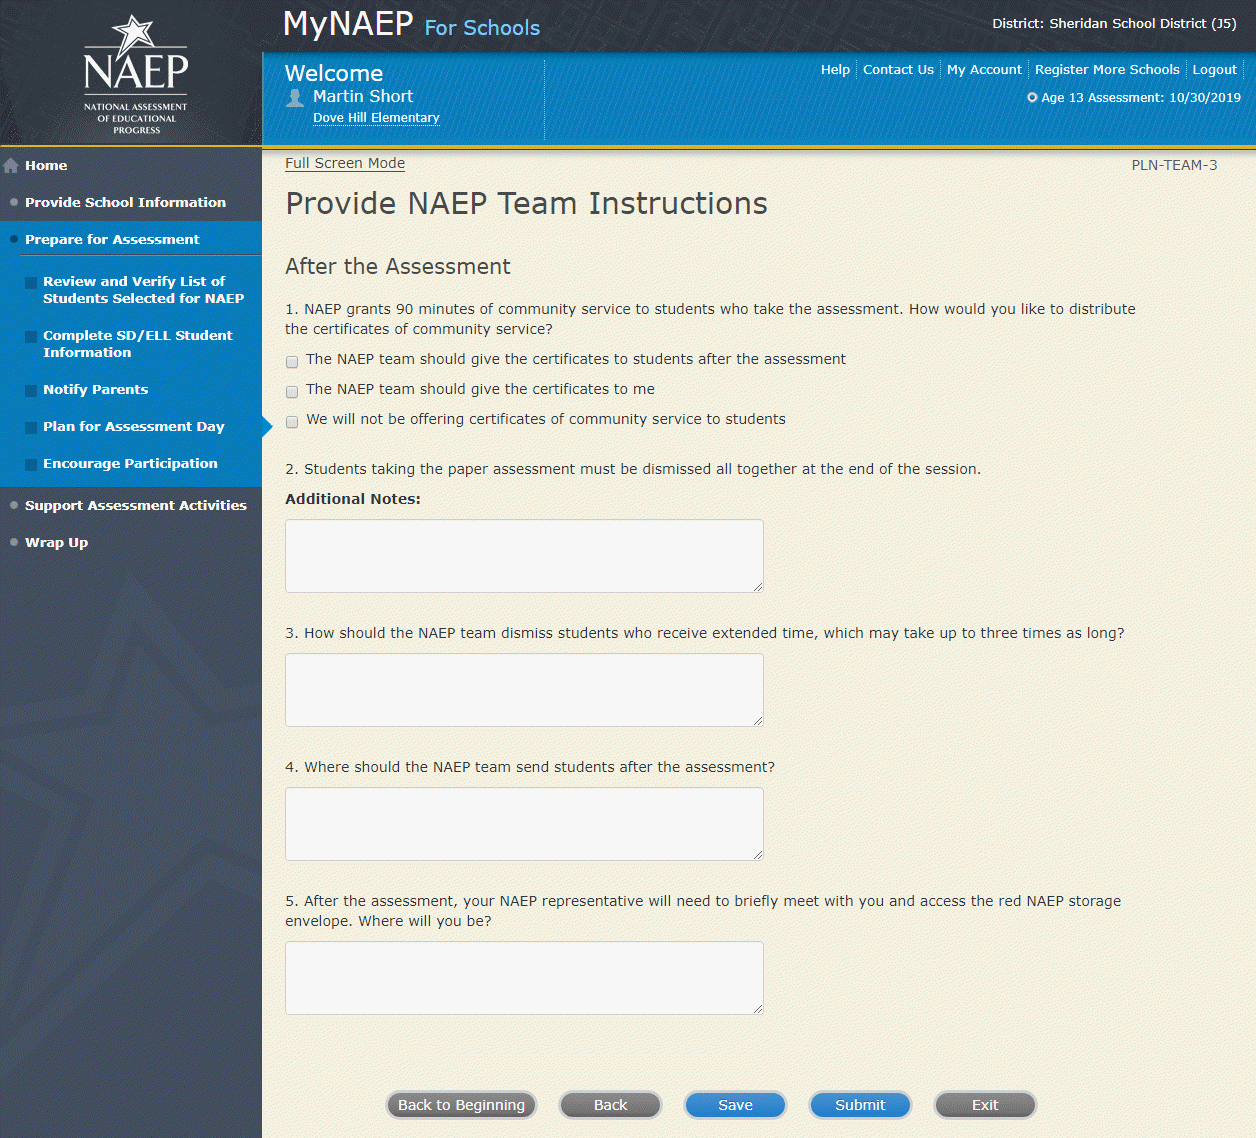 NAEP
NATIONAL ASSESSMENT
OF EDUCATIONAL
PROGRESS
MyNAEP For Schools
District: Sheridan School District (J5)
Welcome
Martin Short
Dove Hill Elementary
Help Contact Us My Account Register More Schools Logout
Age 13 Assessment: 10/30/2019
Home
Provide School Information
Prepare for Assessment
Review and Verify List of
Students Selected for NAEP
Complete SD/ELL Student
Information
Notify Parents
Plan for Assessment Day
Encourage Participation
Support Assessment Activities
Wrap Up
Full Screen Mode
PLN-TEAM-3
Provide NAEP Team Instructions
After the Assessment
1. NAEP grants 90 minutes of community service to students who take the assessment. How would you like to distribute
the certificates of community service?
The NAEP team should give the certificates to students after the assessment
The NAEP team should give the certificates to me
We will not be offering certificates of community service to students
2. Students taking the paper assessment must be dismissed all together at the end of the session.
Additional Notes:
3. How should the NAEP team dismiss students who receive extended time, which may take up to three times as long?
4. Where should the NAEP team send students after the assessment?
5. After the assessment, your NAEP representative will need to briefly meet with you and access the red NAEP storage
envelope. Where will you be?
Back to Beginning Back Save Submit Exit